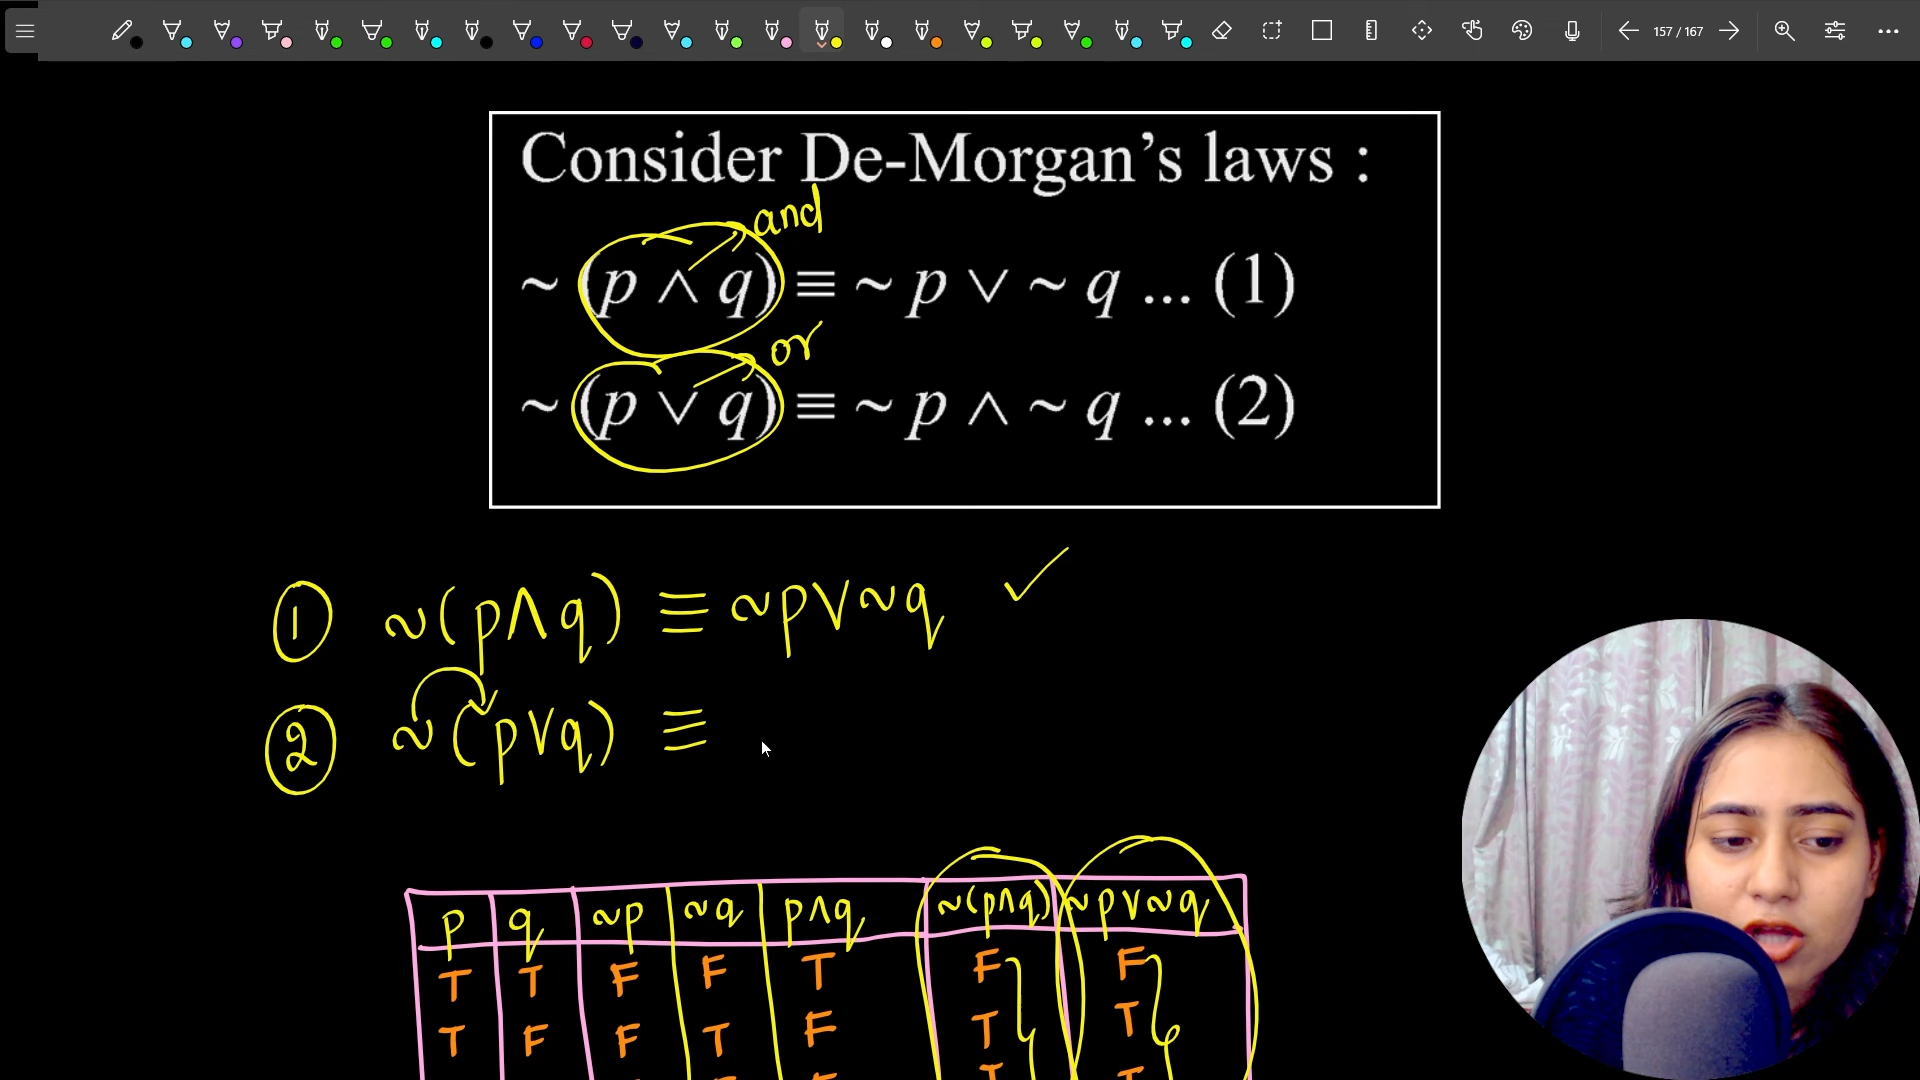 157 / 167
Consider De-Morgan’s laws :
and
~ (p ∧ q) ≡ ~ p ∨ ~ q ... (1)
or
~ (p ∨ q) ≡ ~ p ∧ ~ q ... (2)
① ~(p∧q) ≡ ~p∨~q ✓
② ~(p∨q) ≡
p q ~p ~q p∧q ~(p∧q) ~p∨~q
T T F F T F F
T F F T F T T